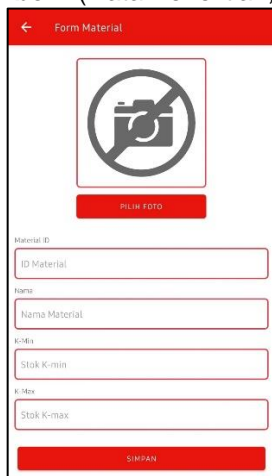 Form Material
PILIH FOTO
Material ID
ID Material
Nama
Nama Material
K-Min
Stok K-min
K-Max
Stok K-max
SIMPAN